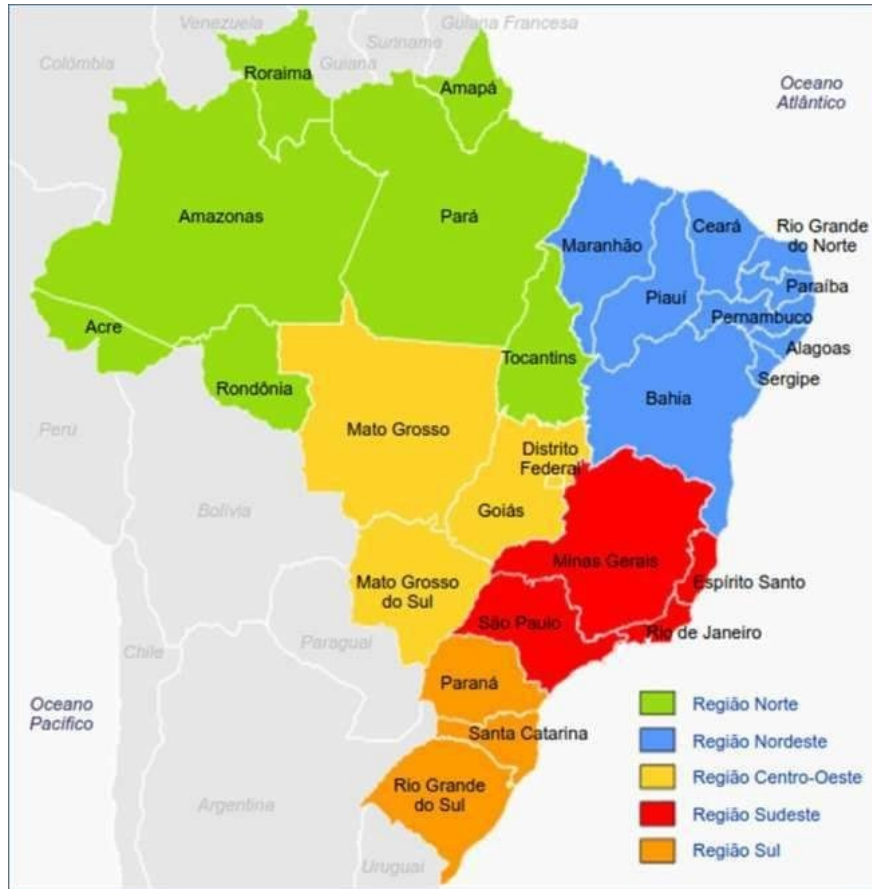 Venezuela
Guiana Francesa
Suriname
Colômbia
Guiana
Roraima
Amapá
Oceano
Atlântico
Amazonas
Pará
Maranhão
Ceará
Rio Grande
do Norte
Piauí
Paraíba
Pernambuco
Acre
Alagoas
Tocantins
Sergipe
Rondônia
Bahia
Peru
Mato Grosso
Distrito
Federal
Bolívia
Goiás
Minas Gerais
Espírito Santo
Mato Grosso
do Sul
São Paulo
Rio de Janeiro
Paraguai
Chile
Paraná
Oceano
Pacífico
Santa Catarina
Rio Grande
do Sul
Argentina
Uruguai
Região Norte
Região Nordeste
Região Centro-Oeste
Região Sudeste
Região Sul